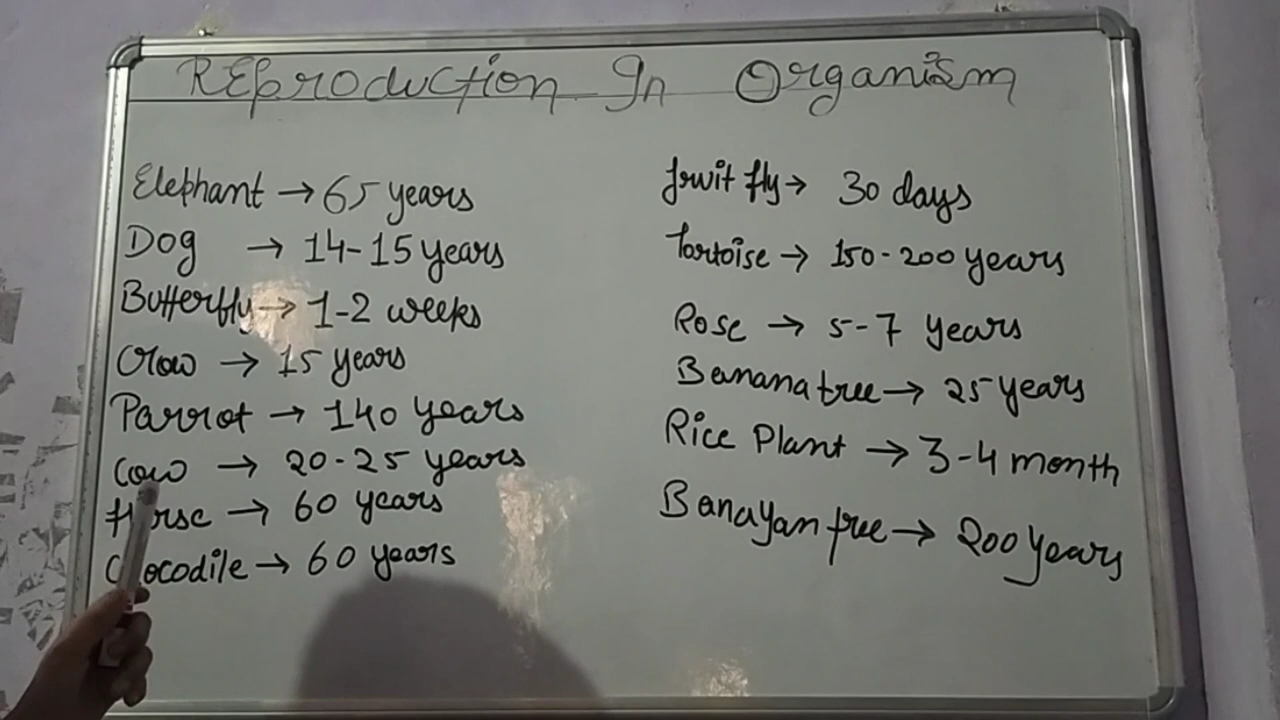 REproduction In Organism
Elephant → 65 years
Dog → 14-15 years
Butterfly → 1-2 weeks
Crow → 15 years
Parrot → 140 years
Cow → 20-25 years
Horse → 60 years
Crocodile → 60 years
fruit fly → 30 days
Tortoise → 150-200 years
Rose → 5-7 years
Banana tree → 25 years
Rice Plant → 3-4 month
Banayan tree → 200 years